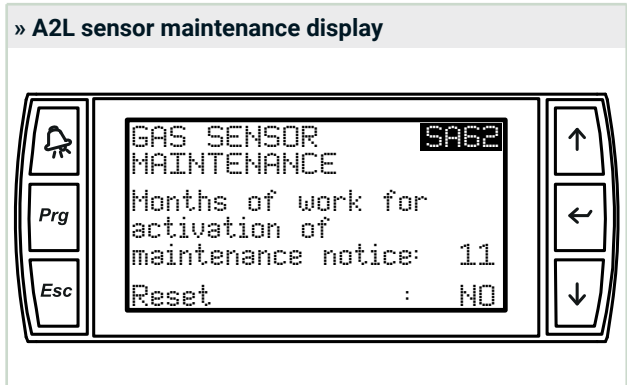 » A2L sensor maintenance display
GAS SENSOR SA62
MAINTENANCE
Prg
Months of work for
activation of
maintenance notice: 11
Esc
Reset : NO